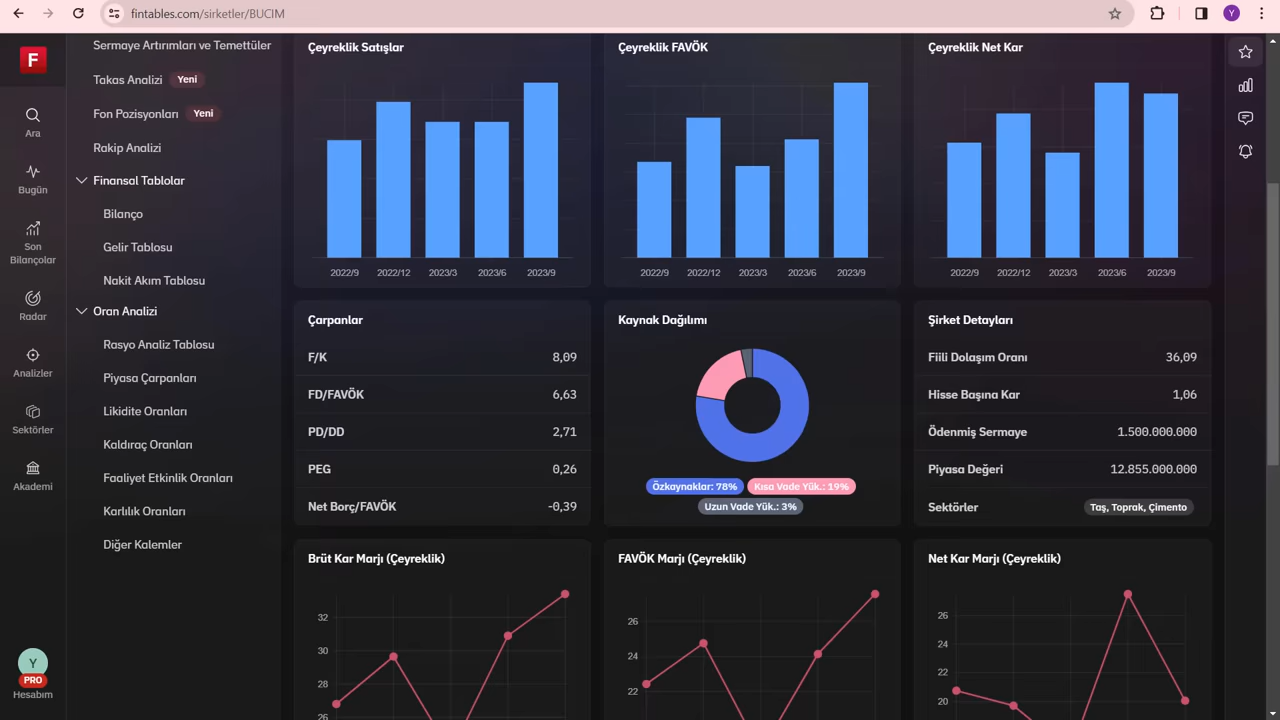 fintables.com/sirketler/BUCIM
Y
F
Ara
Bugün
Son
Bilançolar
Radar
Analizler
Sektörler
Akademi
Y
PRO
Hesabım
Sermaye Artırımları ve Temettüler
Takas Analizi Yeni
Fon Pozisyonları Yeni
Rakip Analizi
Finansal Tablolar
Bilanço
Gelir Tablosu
Nakit Akım Tablosu
Oran Analizi
Rasyo Analiz Tablosu
Piyasa Çarpanları
Likidite Oranları
Kaldıraç Oranları
Faaliyet Etkinlik Oranları
Karlılık Oranları
Diğer Kalemler
Çeyreklik Satışlar
2022/9 2022/12 2023/3 2023/6 2023/9
Çeyreklik FAVÖK
2022/9 2022/12 2023/3 2023/6 2023/9
Çeyreklik Net Kar
2022/9 2022/12 2023/3 2023/6 2023/9
Çarpanlar
F/K 8,09
FD/FAVÖK 6,63
PD/DD 2,71
PEG 0,26
Net Borç/FAVÖK -0,39
Kaynak Dağılımı
Özkaynaklar: 78% Kısa Vade Yük.: 19%
Uzun Vade Yük.: 3%
Şirket Detayları
Fiili Dolaşım Oranı 36,09
Hisse Başına Kar 1,06
Ödenmiş Sermaye 1.500.000.000
Piyasa Değeri 12.855.000.000
Sektörler Taş, Toprak, Çimento
Brüt Kar Marjı (Çeyreklik)
32
30
28
26
FAVÖK Marjı (Çeyreklik)
26
24
22
Net Kar Marjı (Çeyreklik)
26
24
22
20